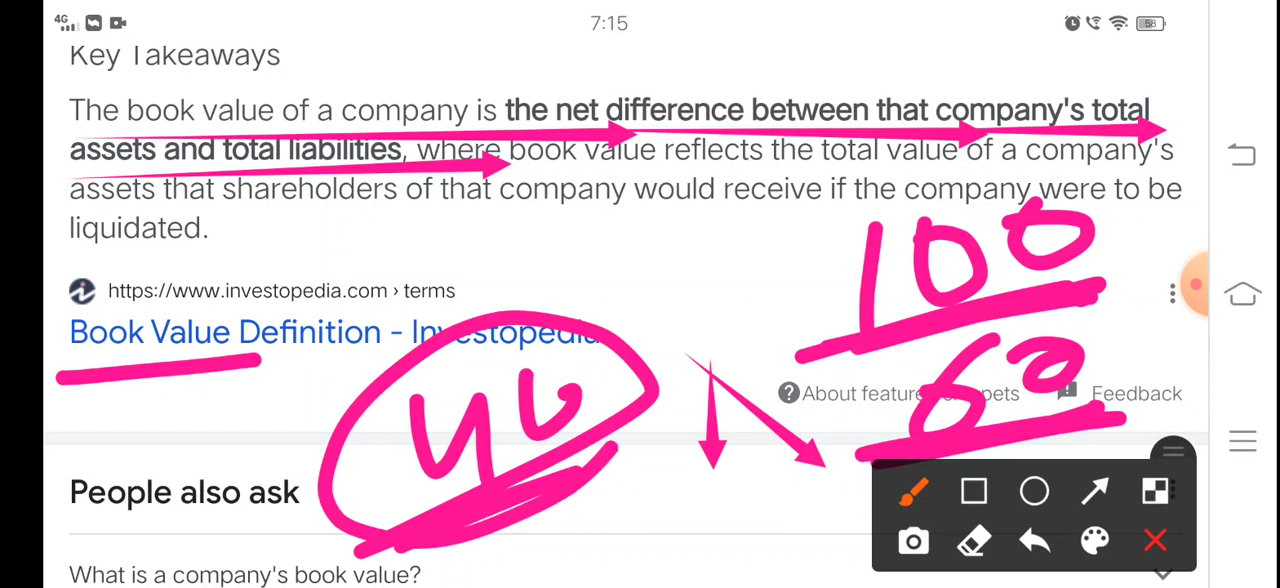 4G 7:15 58
Key Takeaways
The book value of a company is the net difference between that company's total
assets and total liabilities, where book value reflects the total value of a company's
assets that shareholders of that company would receive if the company were to be
liquidated.
100
https://www.investopedia.com › terms
Book Value Definition - Investopedia
60
40
About featured snippets Feedback
People also ask
What is a company's book value?